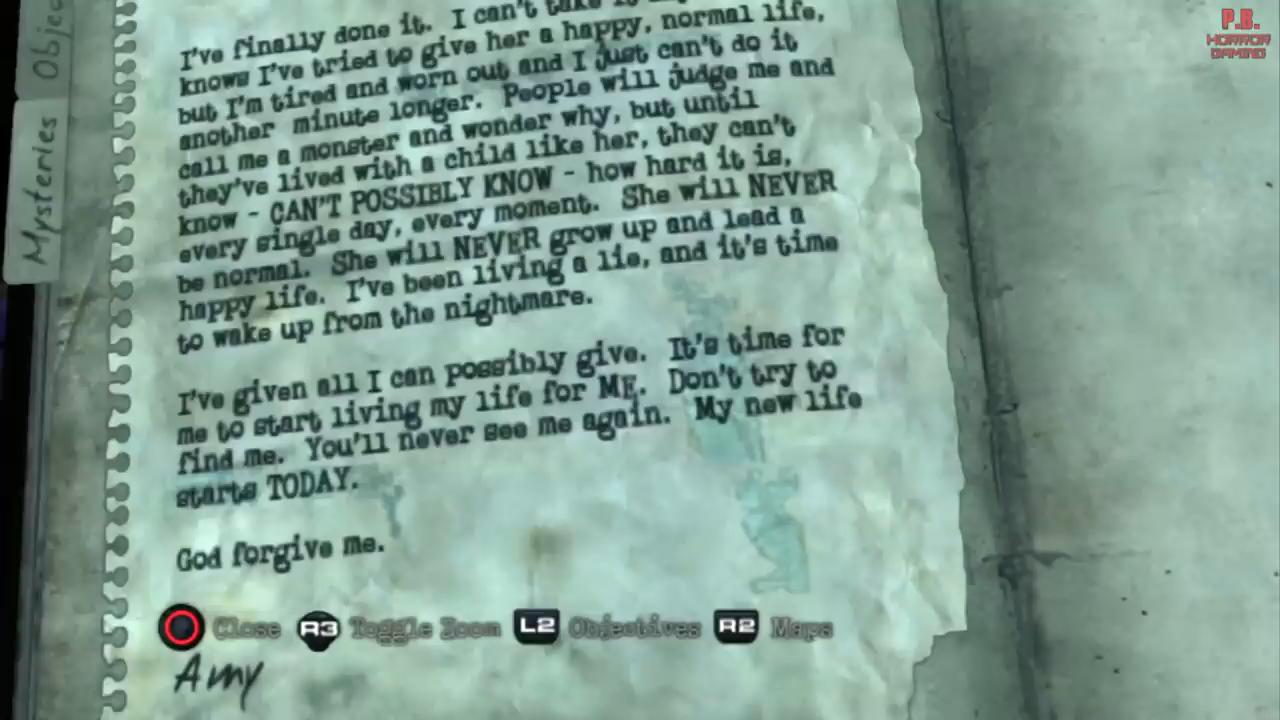 Objec
Mysteries
P.B.
HORROR
GAMING
I've finally done it. I can't take it
knows I've tried to give her a happy, normal life,
but I'm tired and worn out and I just can't do it
another minute longer. People will judge me and
call me a monster and wonder why, but until
they've lived with a child like her, they can't
know - CAN'T POSSIBLY KNOW - how hard it is,
every single day, every moment. She will NEVER
be normal. She will NEVER grow up and lead a
happy life. I've been living a lie, and it's time
to wake up from the nightmare.
I've given all I can possibly give. It's time for
me to start living my life for ME. Don't try to
find me. You'll never see me again. My new life
starts TODAY.
God forgive me.
Close R3 Toggle Zoom L2 Objectives R2 Maps
Amy